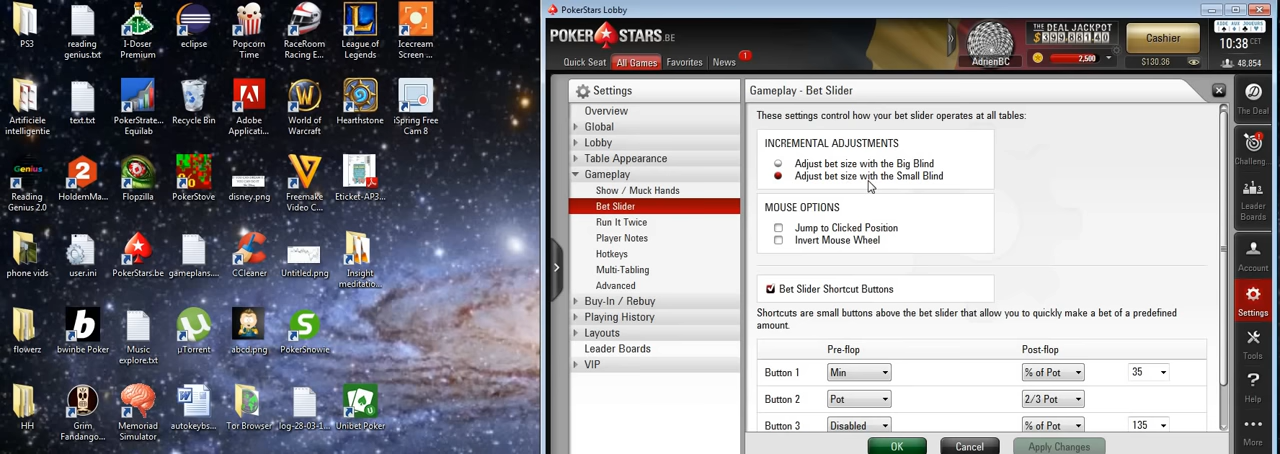 PS3
reading
genius.txt
I-Doser
Premium
eclipse
Popcorn
Time
RaceRoom
Racing E...
League of
Legends
Icecream
Screen ...
Artificiële
intelligentie
text.txt
PokerStrate...
Equilab
Recycle Bin
Adobe
Applicati...
World of
Warcraft
Hearthstone
iSpring Free
Cam 8
Genius
Reading
Genius 2.0
HoldemMa...
Flopzilla
PokerStove
disney.png
Freemake
Video C...
Eticket-AP3...
phone vids
user.ini
PokerStars.be
gameplans....
CCleaner
Untitled.png
Insight
meditatio...
flowerz
bwinbe Poker
Music
explore.txt
µTorrent
abcd.png
PokerSnowie
HH
Grim
Fandango...
Memoriad
Simulator
autokeybs...
Tor Browser
log-28-03-1...
Unibet Poker
PokerStars Lobby
POKER STARS.BE
AdrienBC
THE DEAL JACKPOT
$399,881.40
2,500
Cashier
$130.36
10:38 CET
48,854
Quick Seat
All Games
Favorites
News
1
Settings
Overview
Global
Lobby
Table Appearance
Gameplay
Show / Muck Hands
Bet Slider
Run It Twice
Player Notes
Hotkeys
Multi-Tabling
Advanced
Buy-In / Rebuy
Playing History
Layouts
Leader Boards
VIP
Gameplay - Bet Slider
These settings control how your bet slider operates at all tables:
INCREMENTAL ADJUSTMENTS
Adjust bet size with the Big Blind
Adjust bet size with the Small Blind
MOUSE OPTIONS
Jump to Clicked Position
Invert Mouse Wheel
Bet Slider Shortcut Buttons
Shortcuts are small buttons above the bet slider that allow you to quickly make a bet of a predefined
amount.
Pre-flop
Post-flop
Button 1
Min
% of Pot
35
Button 2
Pot
2/3 Pot
Button 3
Disabled
% of Pot
135
OK
Cancel
Apply Changes
The Deal
Challeng...
Leader
Boards
Account
Settings
Tools
Help
More